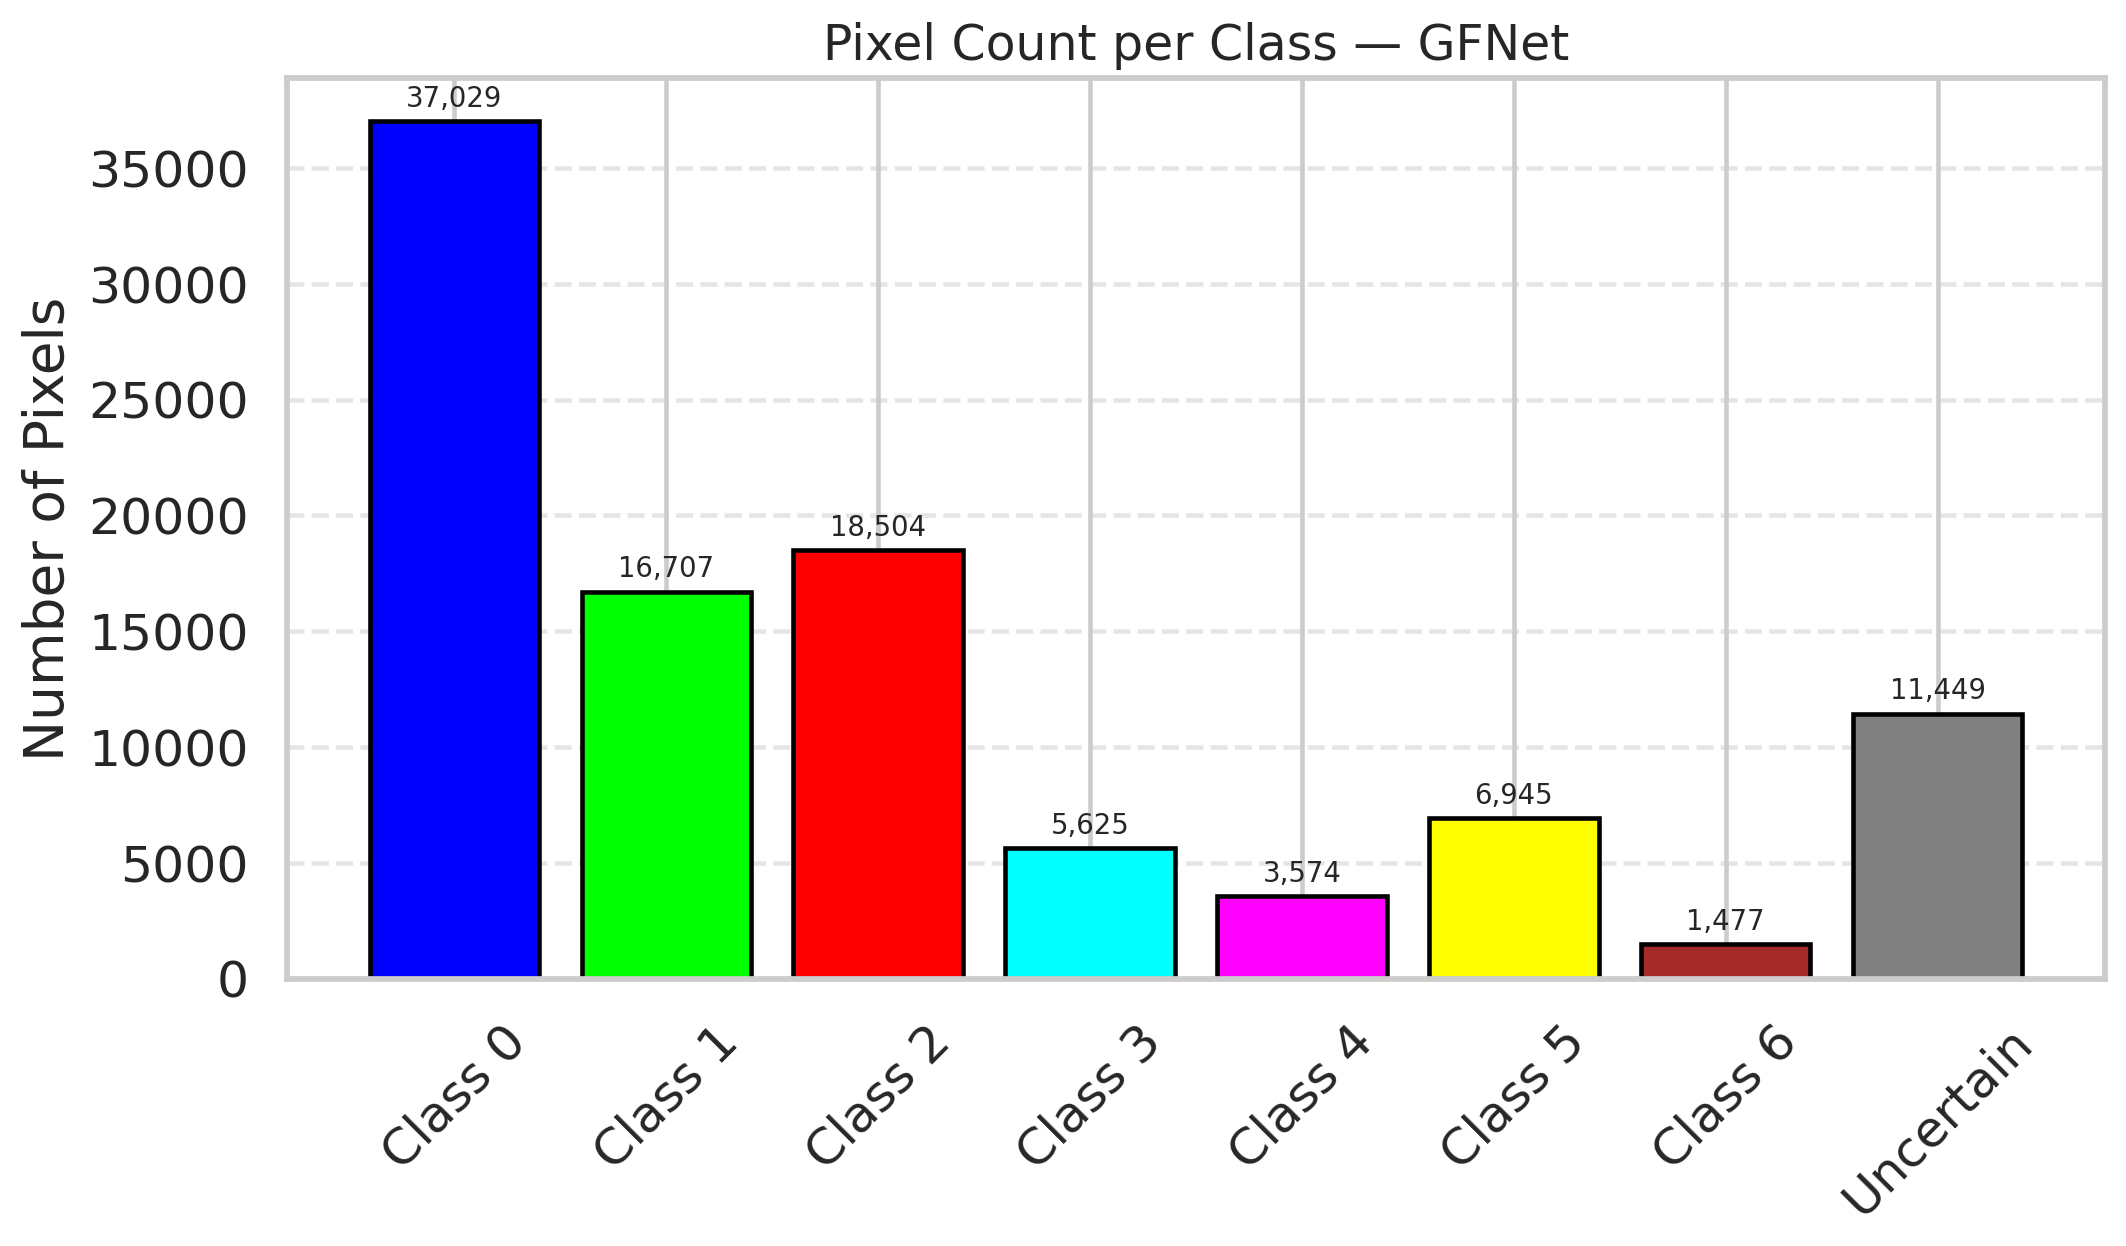 Pixel Count per Class — GFNet
Number of Pixels
35000
30000
25000
20000
15000
10000
5000
0
37,029
16,707
18,504
5,625
3,574
6,945
1,477
11,449
Class 0
Class 1
Class 2
Class 3
Class 4
Class 5
Class 6
Uncertain